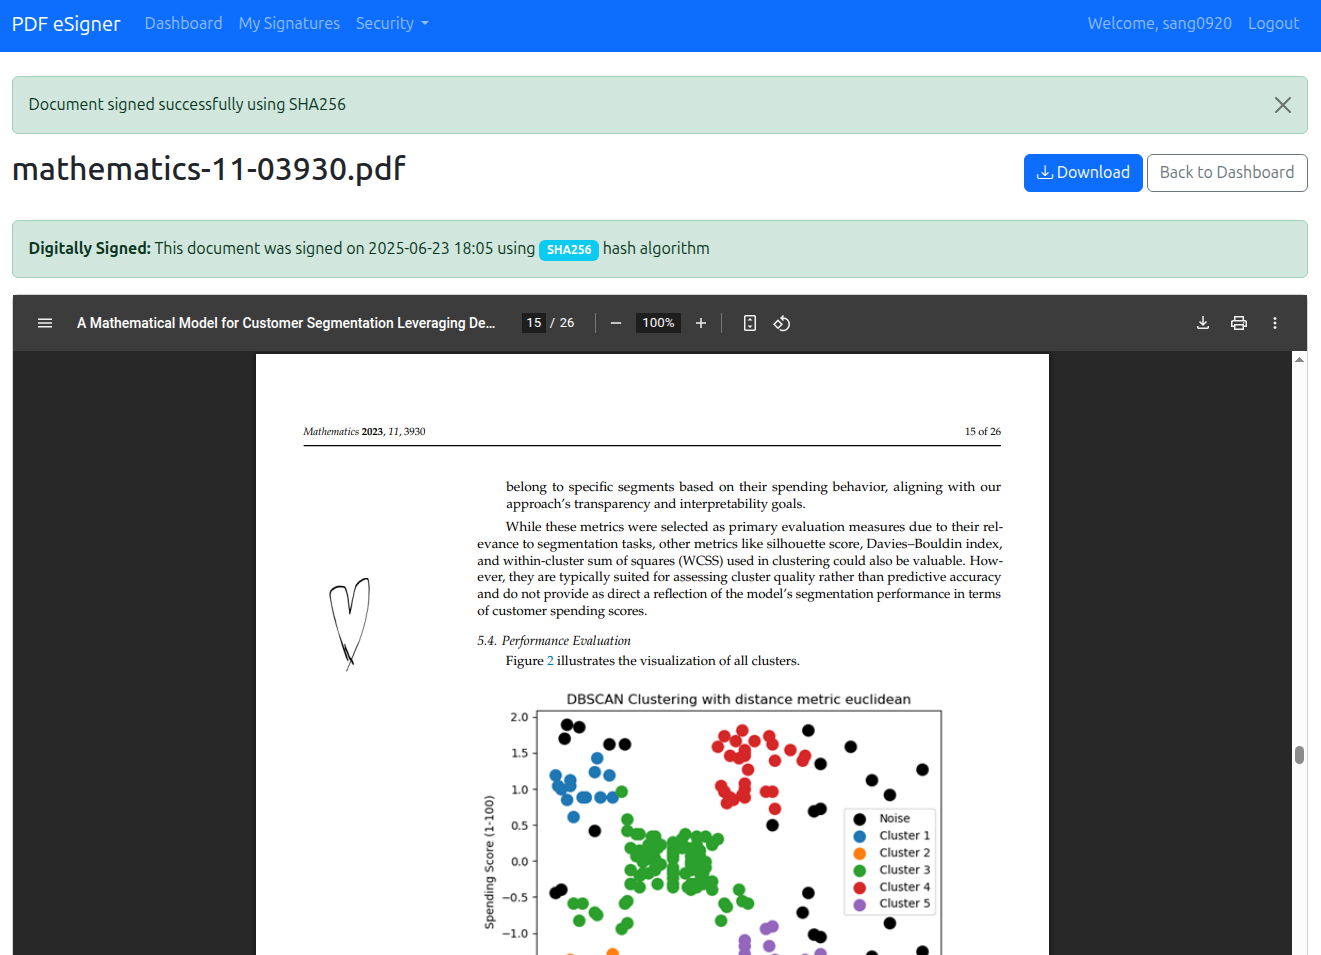 PDF eSigner Dashboard My Signatures Security Welcome, sang0920 Logout
Document signed successfully using SHA256
mathematics-11-03930.pdf Download Back to Dashboard
Digitally Signed: This document was signed on 2025-06-23 18:05 using SHA256 hash algorithm
A Mathematical Model for Customer Segmentation Leveraging De... 15 / 26 100%
Mathematics 2023, 11, 3930 15 of 26
belong to specific segments based on their spending behavior, aligning with our
approach's transparency and interpretability goals.
While these metrics were selected as primary evaluation measures due to their rel-
evance to segmentation tasks, other metrics like silhouette score, Davies–Bouldin index,
and within-cluster sum of squares (WCSS) used in clustering could also be valuable. How-
ever, they are typically suited for assessing cluster quality rather than predictive accuracy
and do not provide as direct a reflection of the model's segmentation performance in terms
of customer spending scores.
5.4. Performance Evaluation
Figure 2 illustrates the visualization of all clusters.
DBSCAN Clustering with distance metric euclidean
2.0
1.5
1.0
0.5
0.0
−0.5
−1.0
Spending Score (1-100)
Noise
Cluster 1
Cluster 2
Cluster 3
Cluster 4
Cluster 5